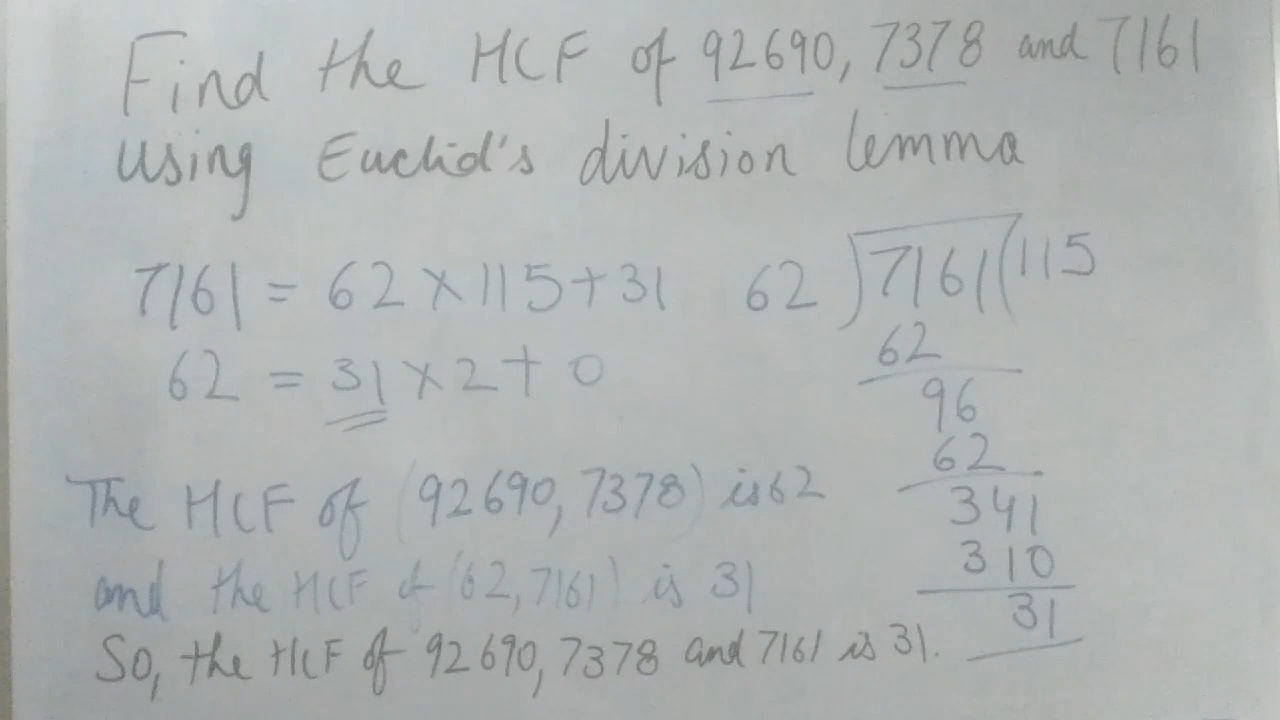 Find the HCF of 92690, 7378 and 7161
using Euclid's division lemma
7161 = 62 × 115 + 31
62 = 31 × 2 + 0
62 ) 7161 ( 115
62
96
62
341
310
31
The HCF of (92690, 7378) is 62
and the HCF of (62, 7161) is 31
So, the HCF of 92690, 7378 and 7161 is 31.